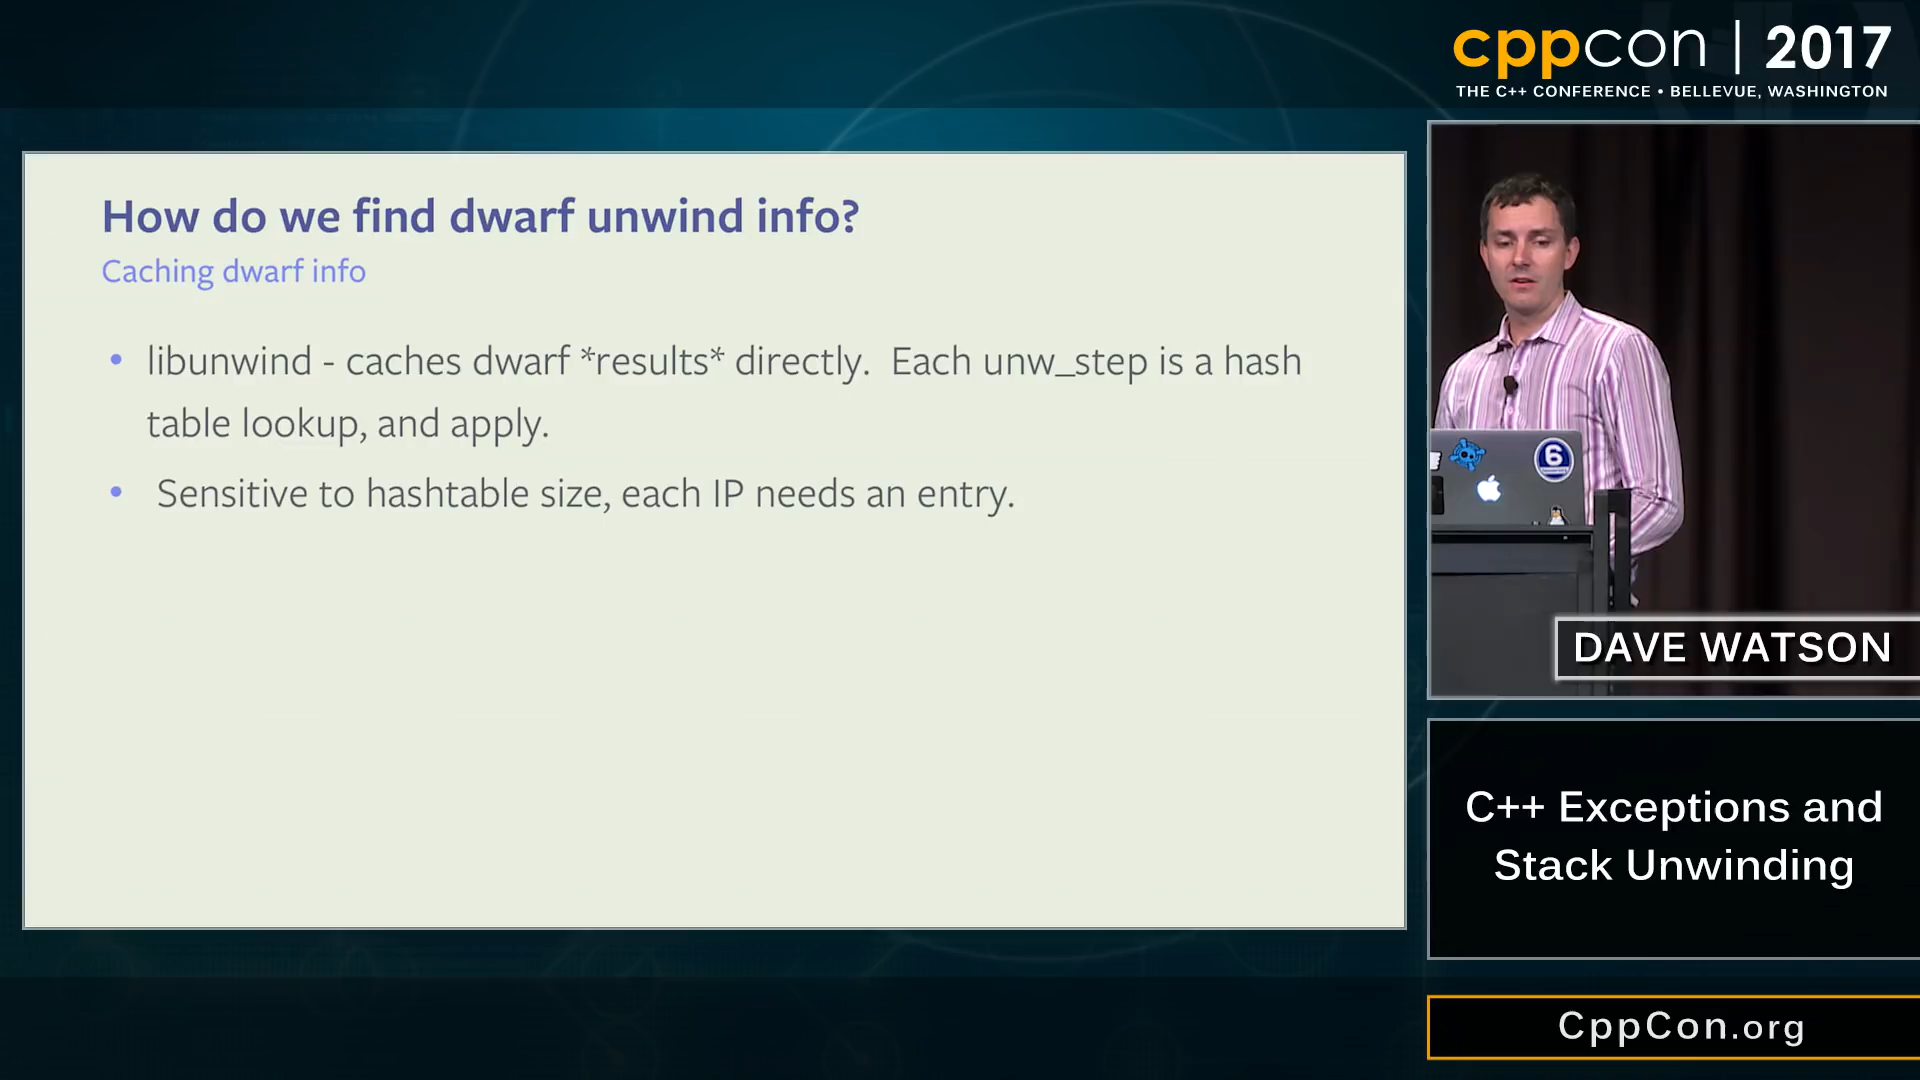 cppcon | 2017
THE C++ CONFERENCE • BELLEVUE, WASHINGTON
How do we find dwarf unwind info?
Caching dwarf info
• libunwind - caches dwarf *results* directly. Each unw_step is a hash
table lookup, and apply.
• Sensitive to hashtable size, each IP needs an entry.
6
DAVE WATSON
C++ Exceptions and
Stack Unwinding
CppCon.org